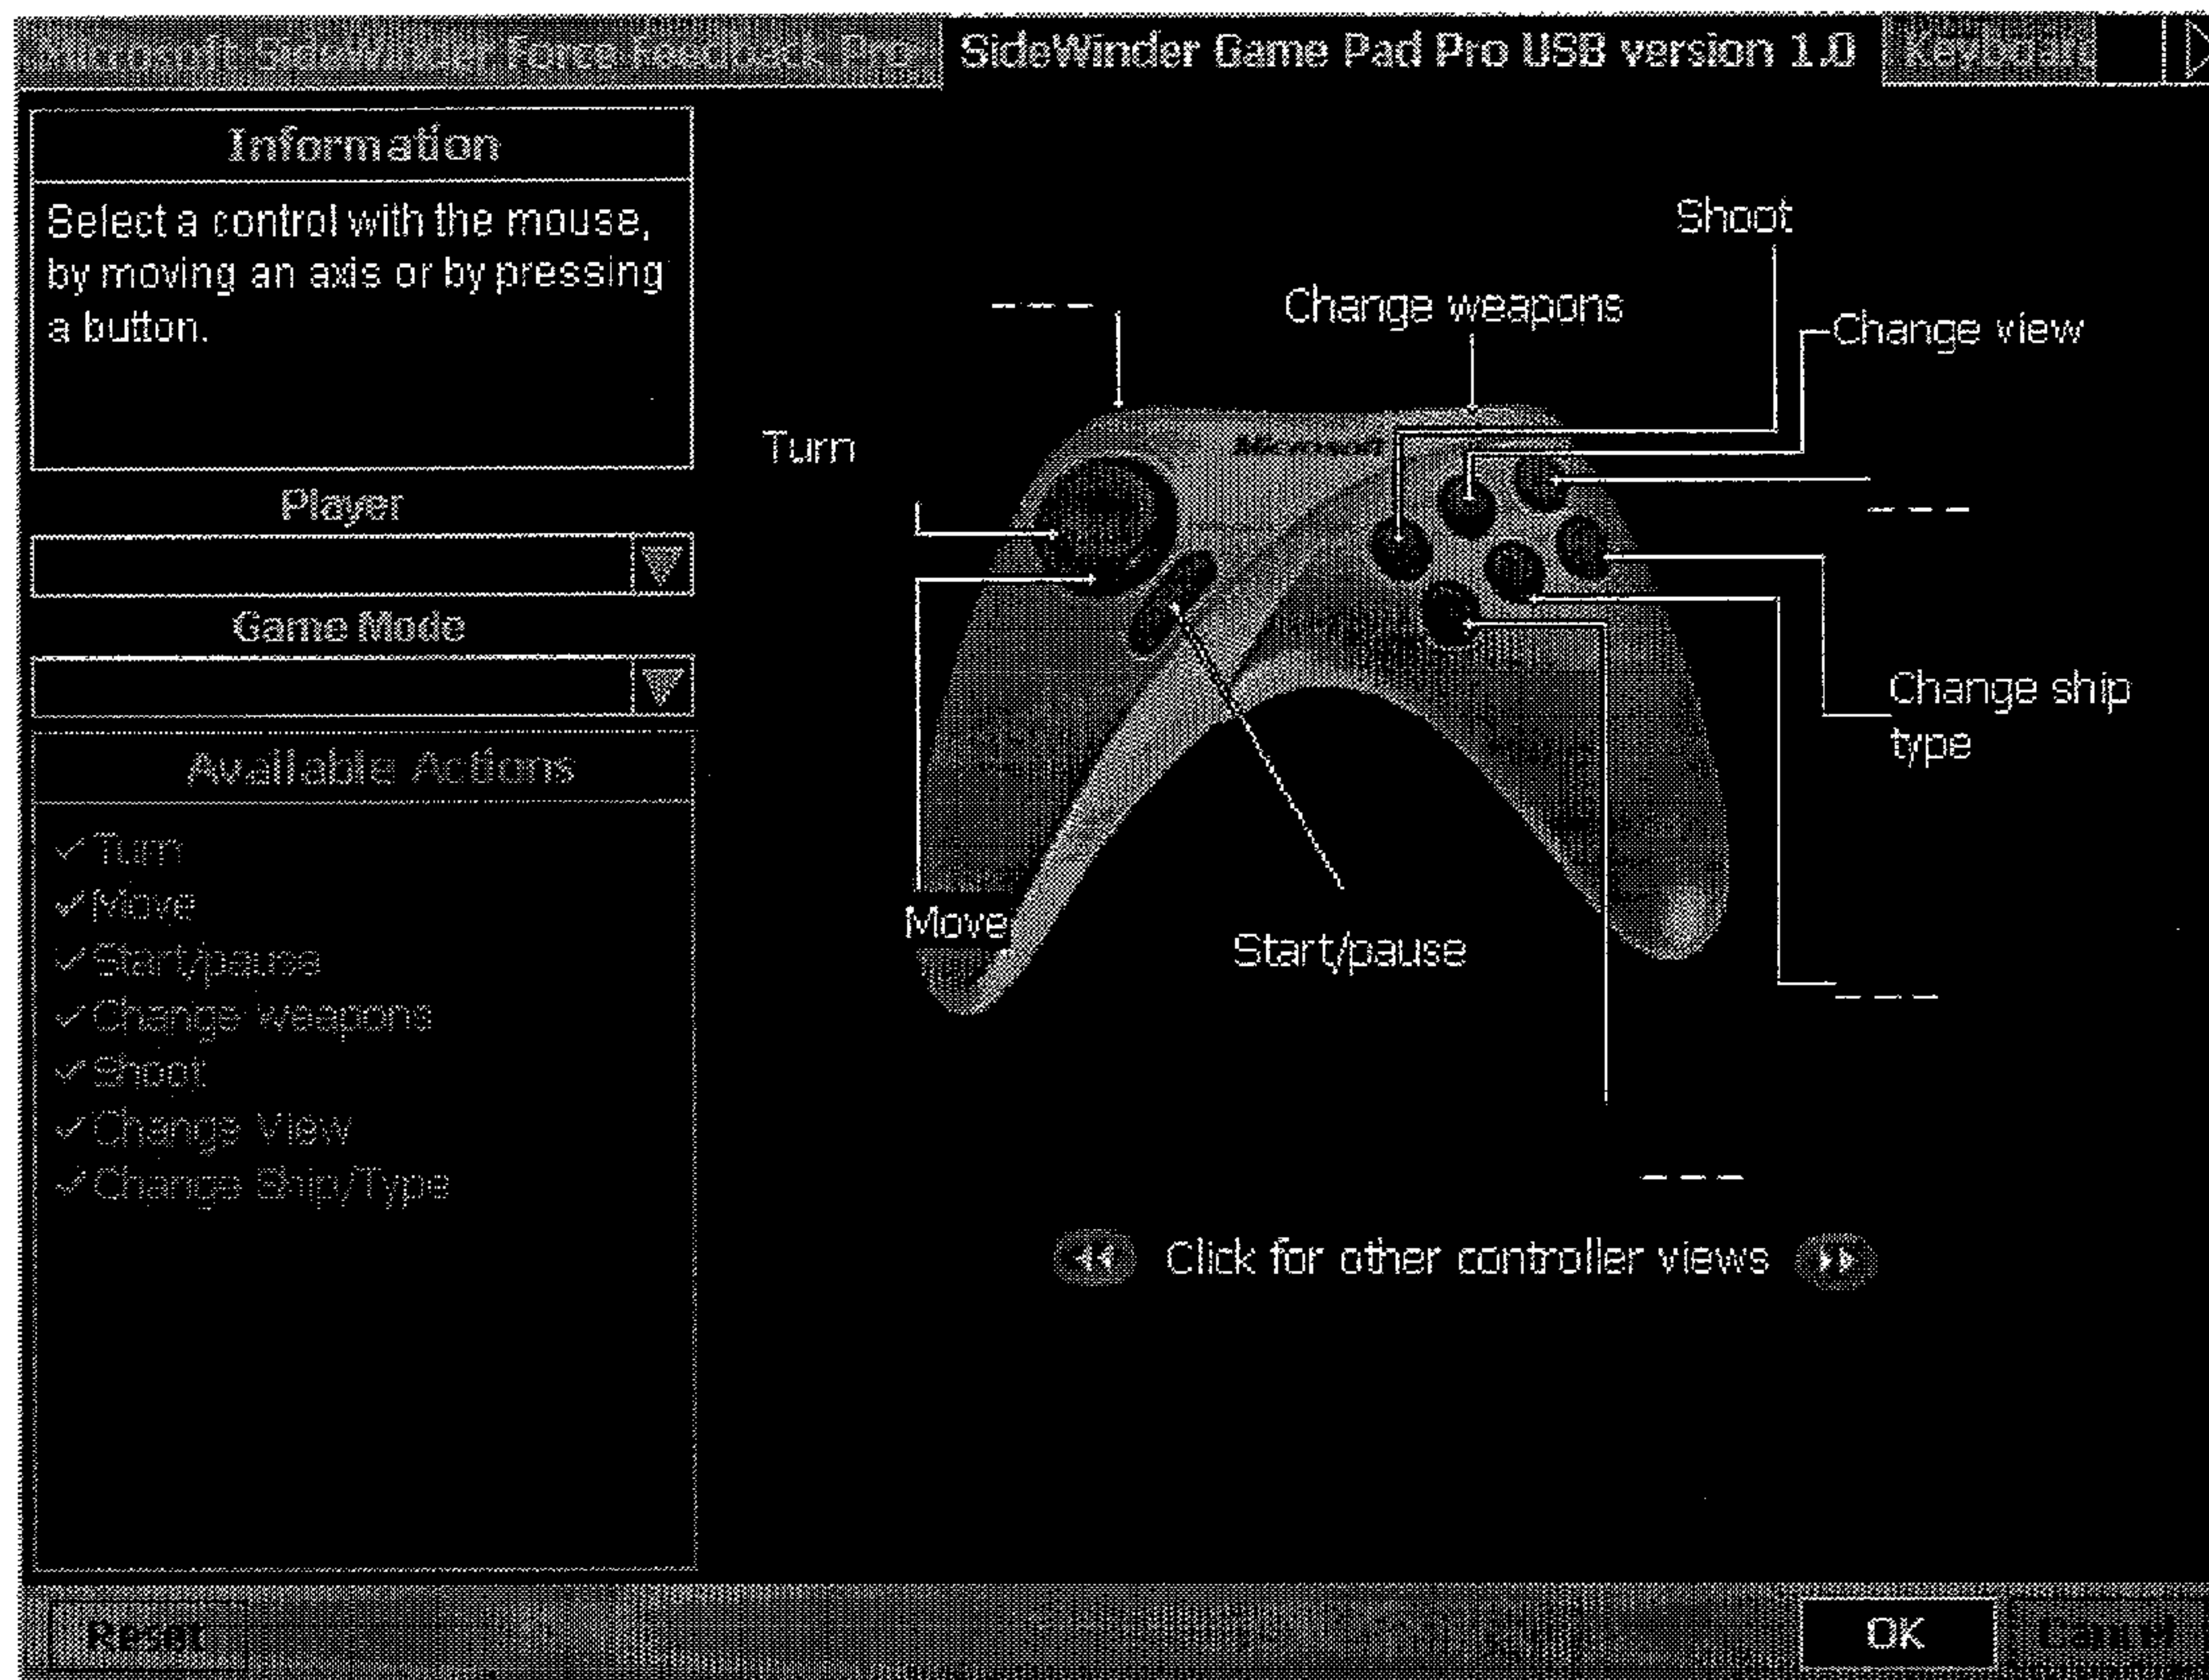 Microsoft SideWinder Force Feedback Pro
SideWinder Game Pad Pro USB version 1.0
Keyboard
Information
Select a control with the mouse,
by moving an axis or by pressing
a button.
Player
Game Mode
Available Actions
✓Turn
✓Move
✓Start/pause
✓Change weapons
✓Shoot
✓Change View
✓Change Ship/Type
Shoot
_ _ _
Change weapons
Change view
Microsoft
Turn
_ _ _
Change ship
type
Move
Start/pause
_ _ _
_ _ _
Click for other controller views
Reset
OK
Cancel